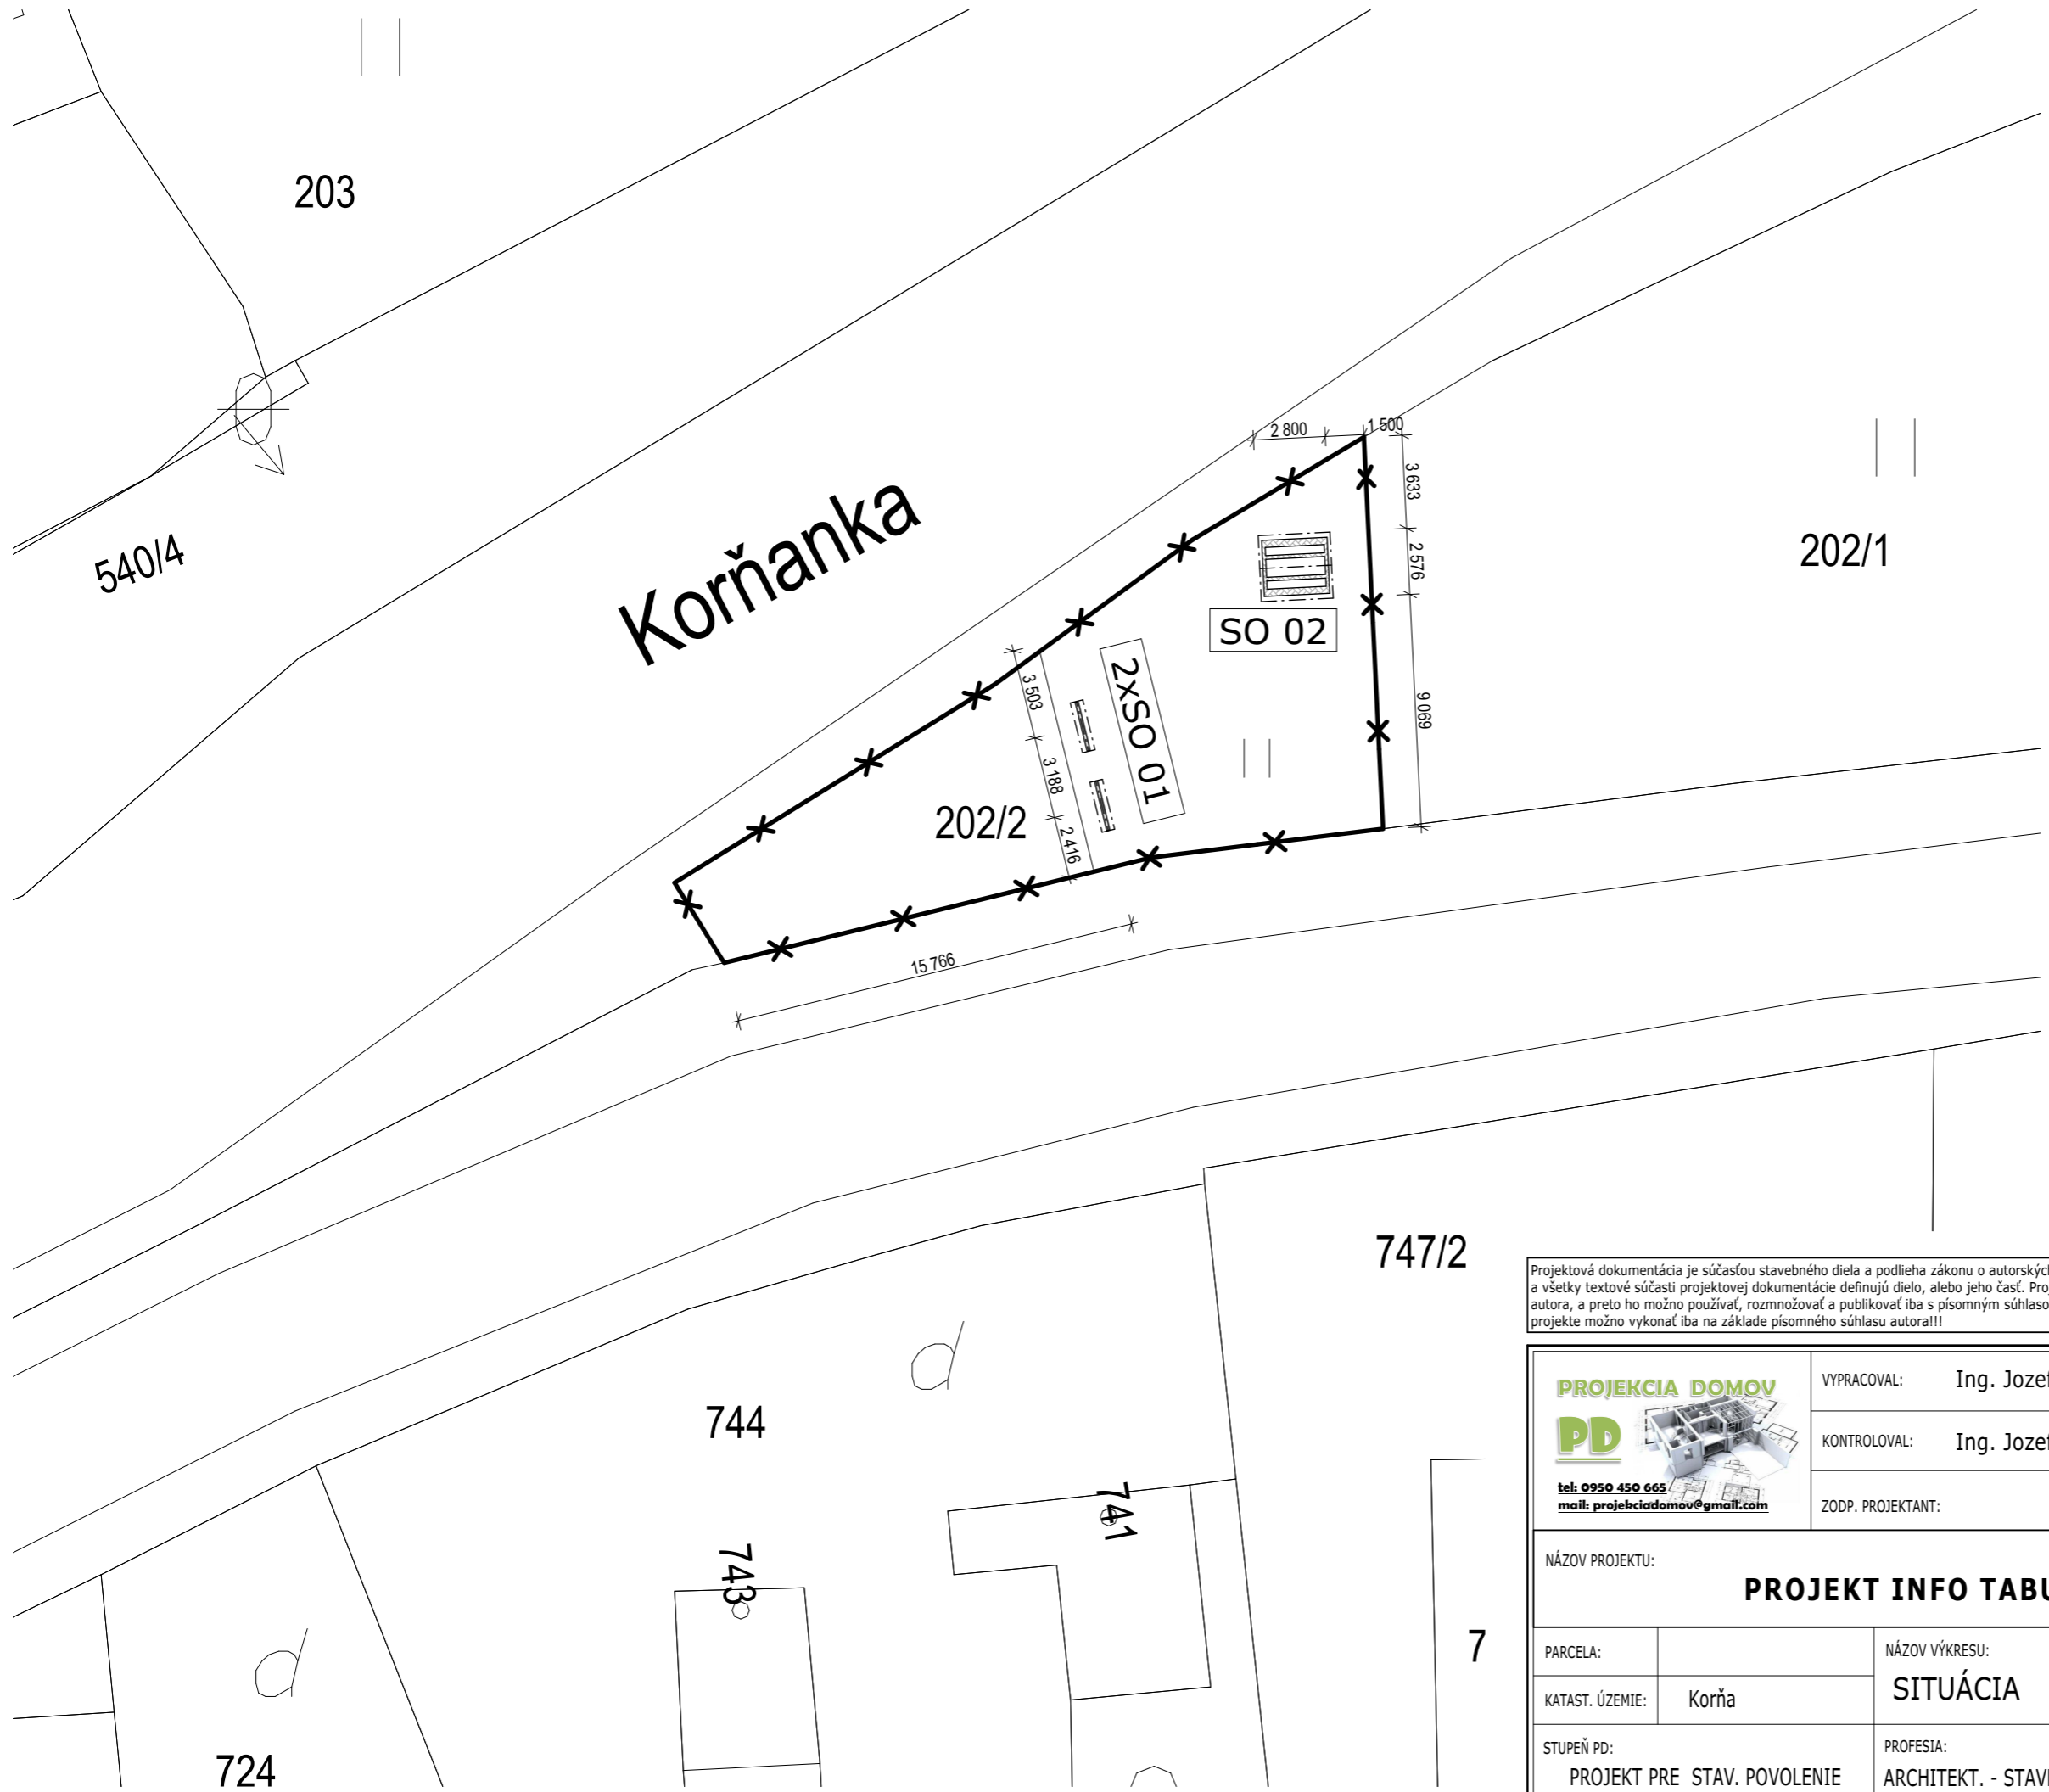 203
540/4
Korňanka
2 800
1 500
3 633
2 576
9 069
202/1
SO 02
2xSO 01
3 503
3 188
2 416
202/2
15 766
747/2
744
741
743
724
7
Projektová dokumentácia je súčasťou stavebného diela a podlieha zákonu o autorských
a všetky textové súčasti projektovej dokumentácie definujú dielo, alebo jeho časť. Proj
autora, a preto ho možno používať, rozmnožovať a publikovať iba s písomným súhlaso
projekte možno vykonať iba na základe písomného súhlasu autora!!!
PROJEKCIA DOMOV
PD
tel: 0950 450 665
mail: projekciadomov@gmail.com
VYPRACOVAL: Ing. Jozef
KONTROLOVAL: Ing. Jozef
ZODP. PROJEKTANT:
NÁZOV PROJEKTU:
PROJEKT INFO TABU
PARCELA:
KATAST. ÚZEMIE: Korňa
NÁZOV VÝKRESU:
SITUÁCIA
STUPEŇ PD:
PROJEKT PRE STAV. POVOLENIE
PROFESIA:
ARCHITEKT. - STAV